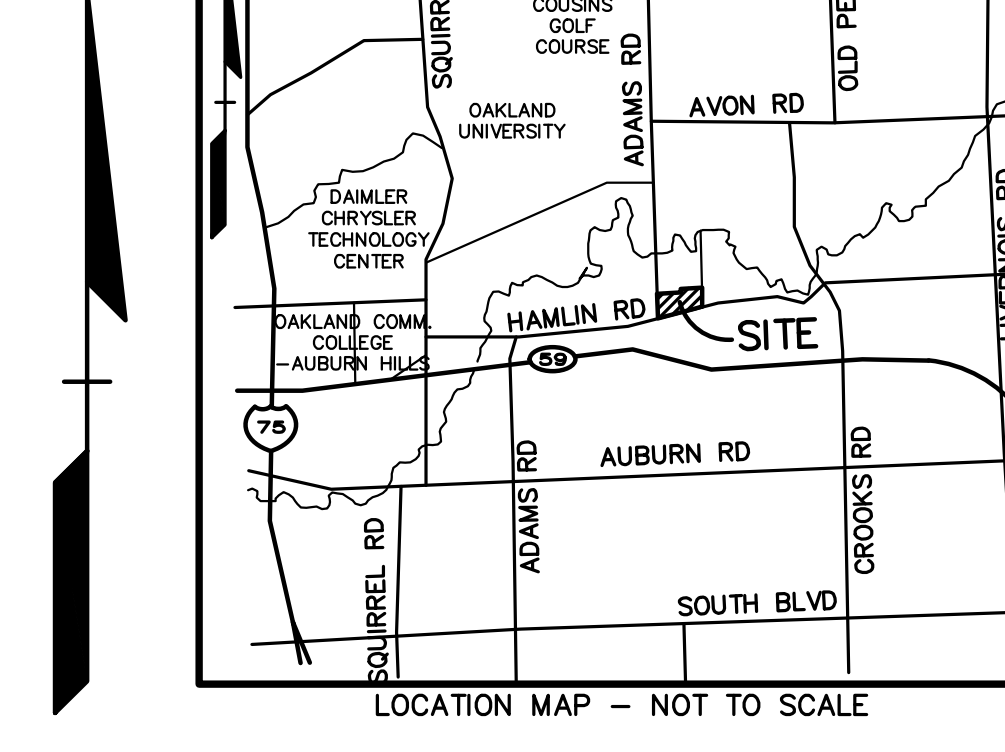 COUSINS
GOLF
COURSE
SQUIRR
ADAMS RD
OLD PE
AVON RD
OAKLAND
UNIVERSITY
DAIMLER
CHRYSLER
TECHNOLOGY
CENTER
HAMLIN RD
SITE
OAKLAND COMM.
COLLEGE
–AUBURN HILLS
59
75
AUBURN RD
ADAMS RD
CROOKS RD
SQUIRREL RD
SOUTH BLVD
LOCATION MAP – NOT TO SCALE